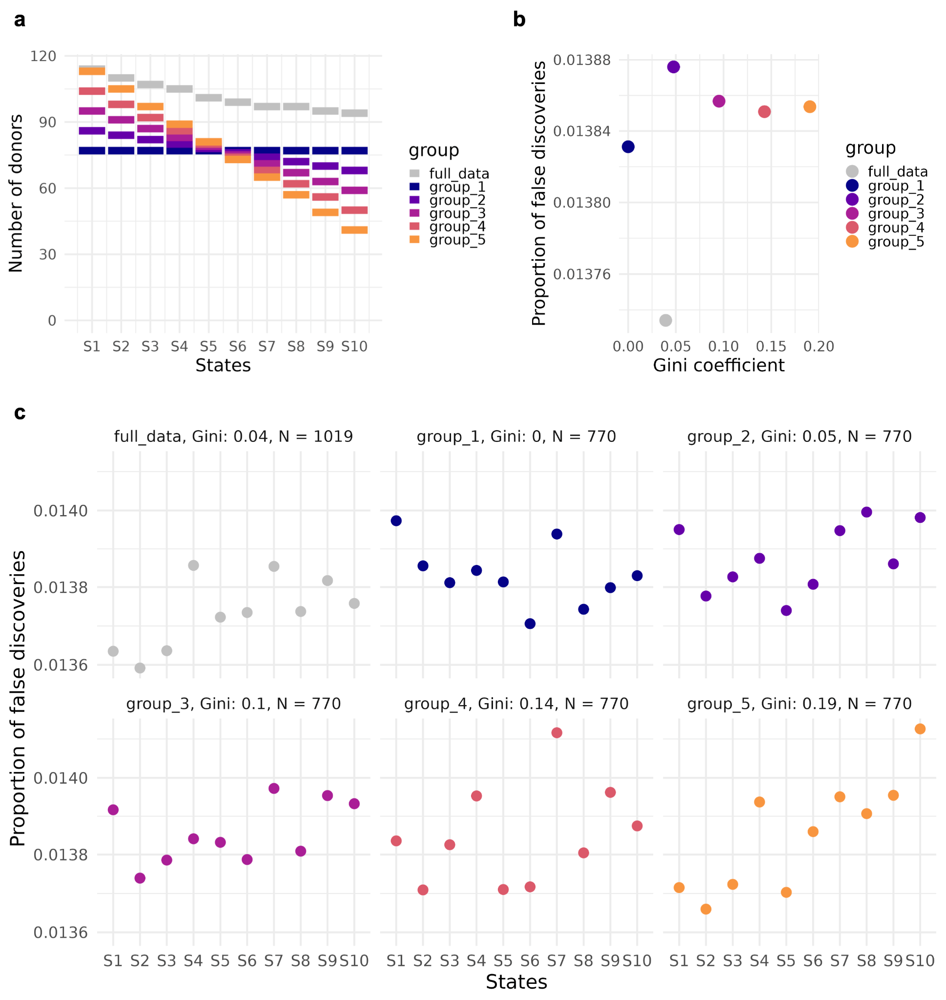 a
120
90
60
30
0
Number of donors
S1 S2 S3 S4 S5 S6 S7 S8 S9 S10
States
group
full_data
group_1
group_2
group_3
group_4
group_5
b
0.01388
0.01384
0.01380
0.01376
Proportion of false discoveries
0.00 0.05 0.10 0.15 0.20
Gini coefficient
group
full_data
group_1
group_2
group_3
group_4
group_5
c
full_data, Gini: 0.04, N = 1019
group_1, Gini: 0, N = 770
group_2, Gini: 0.05, N = 770
0.0140
0.0138
0.0136
Proportion of false discoveries
group_3, Gini: 0.1, N = 770
group_4, Gini: 0.14, N = 770
group_5, Gini: 0.19, N = 770
0.0140
0.0138
0.0136
S1 S2 S3 S4 S5 S6 S7 S8 S9 S10
S1 S2 S3 S4 S5 S6 S7 S8 S9 S10
S1 S2 S3 S4 S5 S6 S7 S8 S9 S10
States